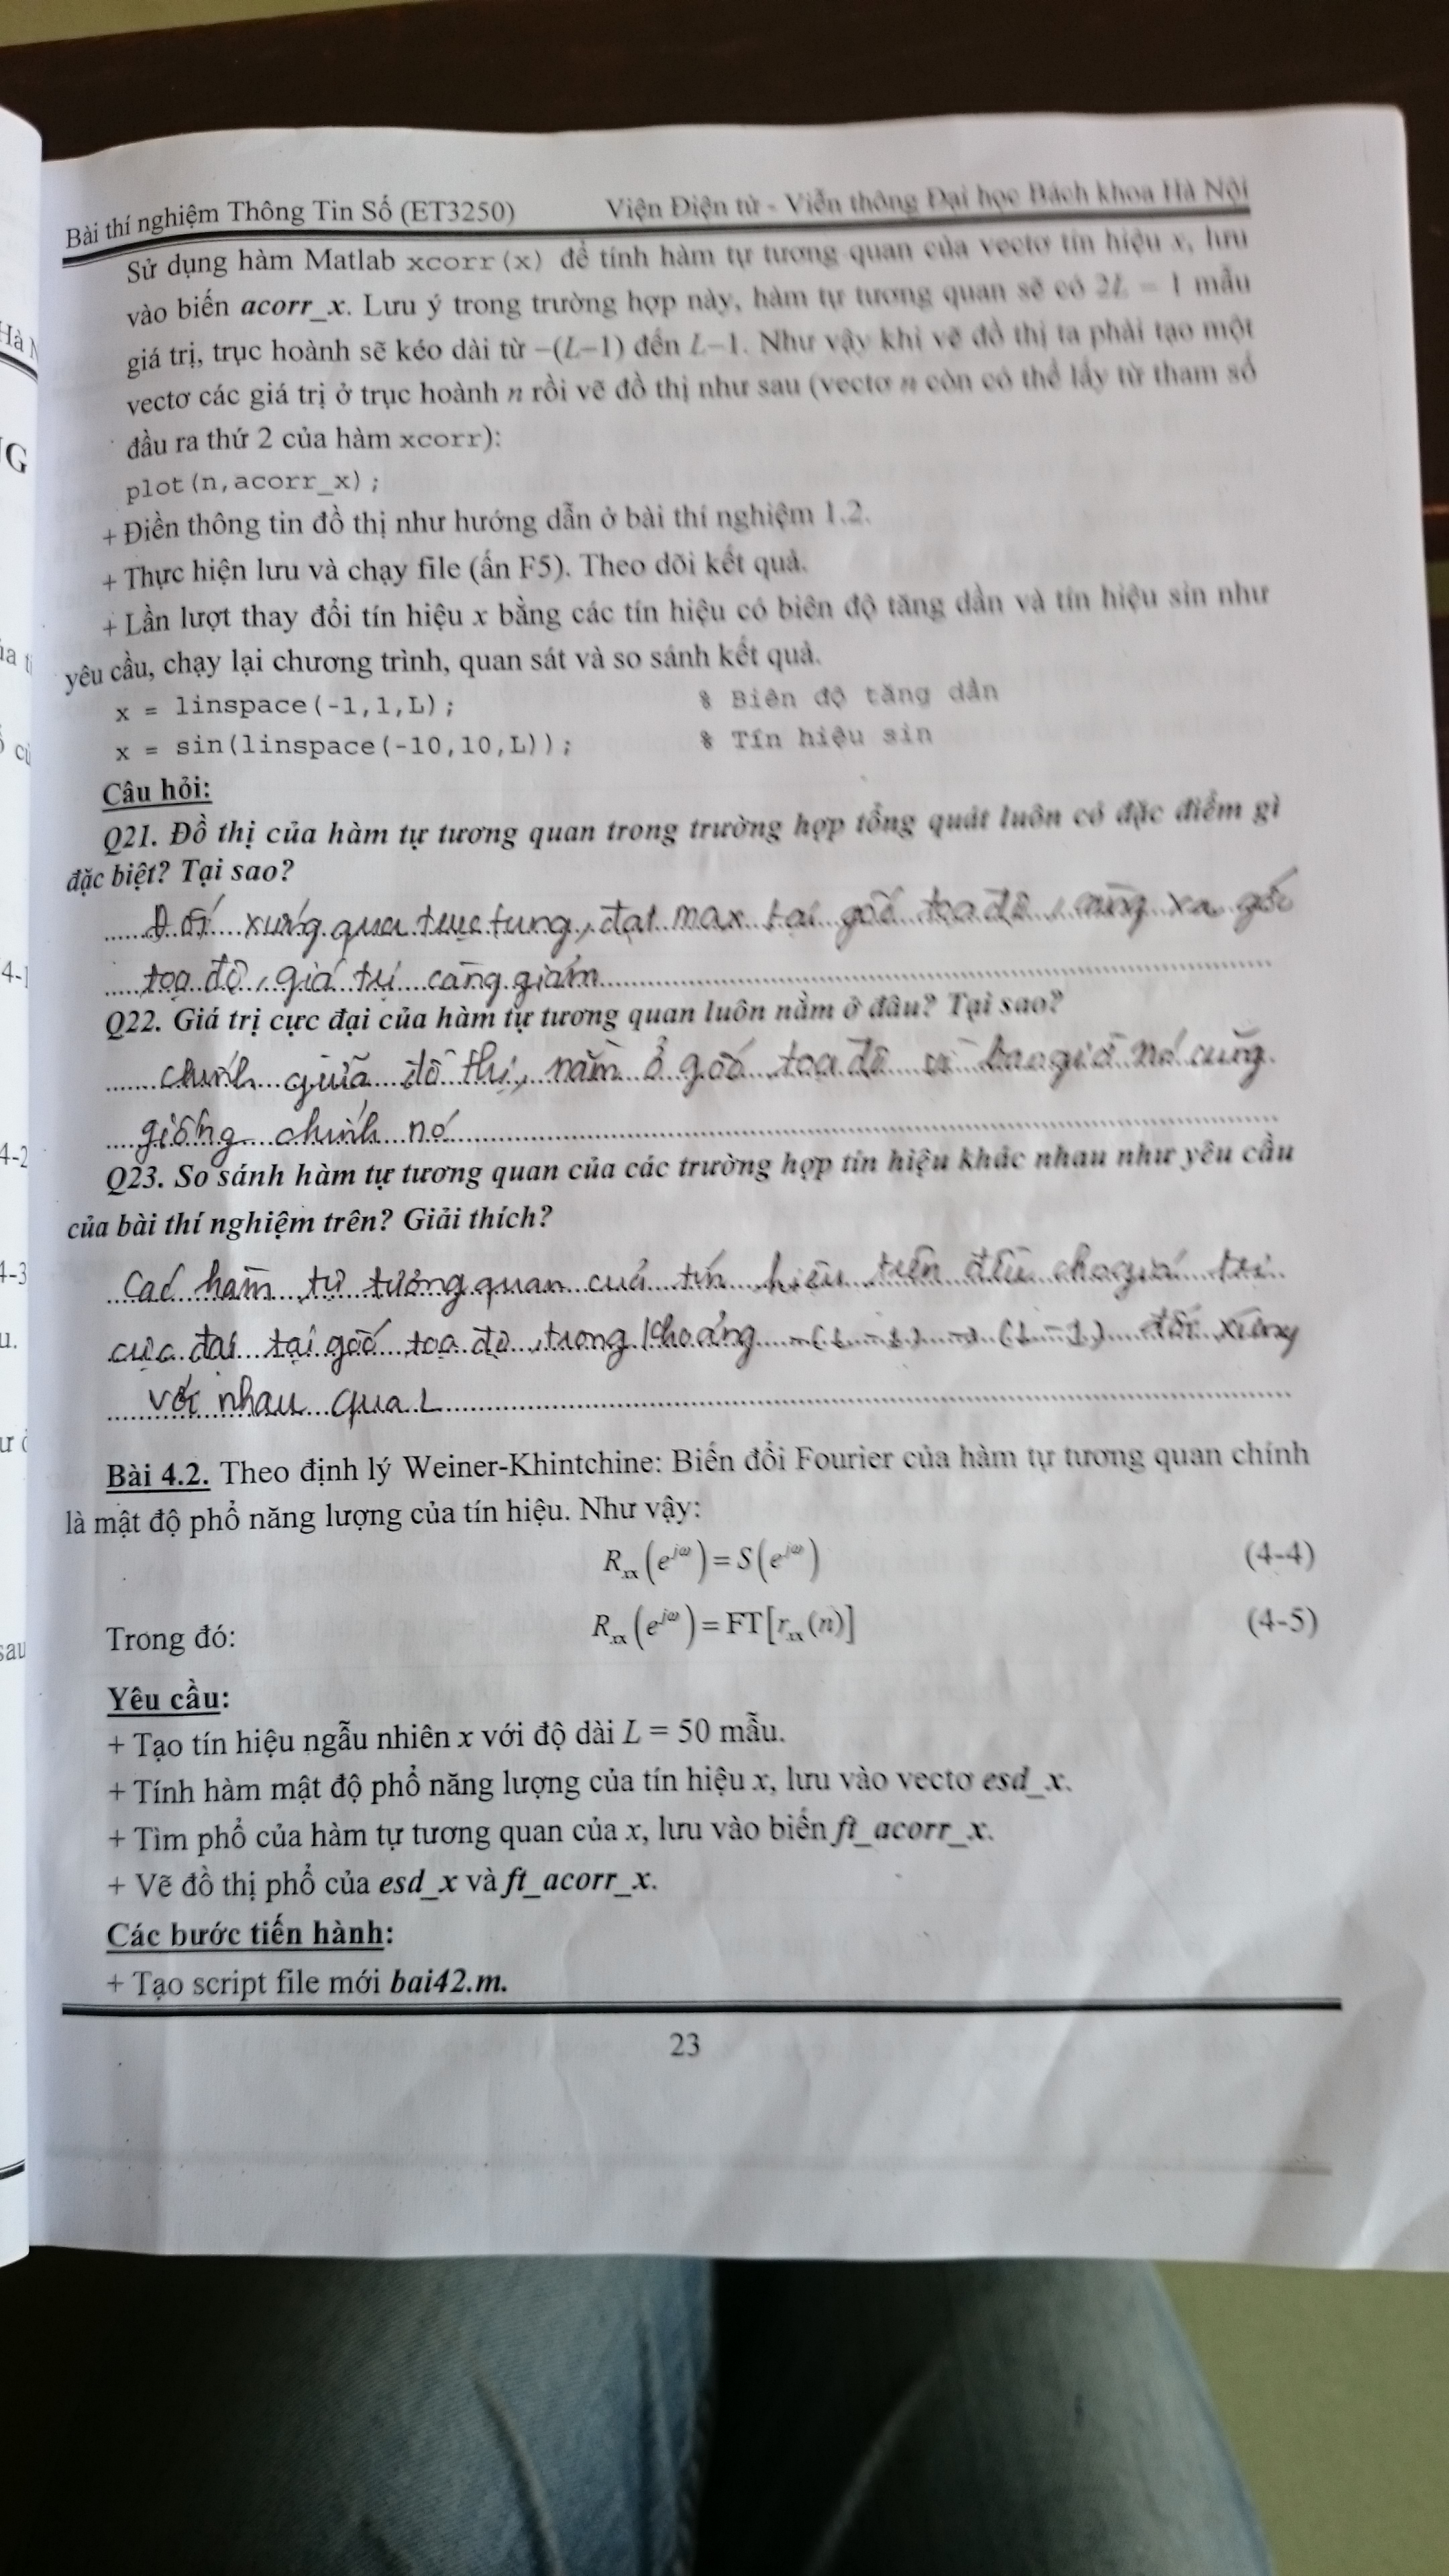 Hà N
NG
4-1
4-2
4-3
u.
sau
Bài thí nghiệm Thông Tin Số (ET3250) Viện Điện tử - Viễn thông Đại học Bách khoa Hà Nội
Sử dụng hàm Matlab xcorr(x) để tính hàm tự tương quan của vectơ tín hiệu x, lưu
vào biến acorr_x. Lưu ý trong trường hợp này, hàm tự tương quan sẽ có 2L – 1 mẫu
giá trị, trục hoành sẽ kéo dài từ –(L–1) đến L–1. Như vậy khi vẽ đồ thị ta phải tạo một
vectơ các giá trị ở trục hoành n rồi vẽ đồ thị như sau (vectơ n còn có thể lấy từ tham số
đầu ra thứ 2 của hàm xcorr):
plot(n,acorr_x);
+ Điền thông tin đồ thị như hướng dẫn ở bài thí nghiệm 1.2.
+ Thực hiện lưu và chạy file (ấn F5). Theo dõi kết quả.
+ Lần lượt thay đổi tín hiệu x bằng các tín hiệu có biên độ tăng dần và tín hiệu sin như
yêu cầu, chạy lại chương trình, quan sát và so sánh kết quả.
x = linspace(-1,1,L); % Biên độ tăng dần
x = sin(linspace(-10,10,L)); % Tín hiệu sin
Câu hỏi:
Q21. Đồ thị của hàm tự tương quan trong trường hợp tổng quát luôn có đặc điểm gì
đặc biệt? Tại sao?
Đối xứng qua trục tung, đạt max tại gốc tọa độ, càng xa gốc
tọa độ, giá trị càng giảm
Q22. Giá trị cực đại của hàm tự tương quan luôn nằm ở đâu? Tại sao?
chính giữa đồ thị, nằm ở gốc tọa độ vì bao giờ nó cũng
giống chính nó
Q23. So sánh hàm tự tương quan của các trường hợp tín hiệu khác nhau như yêu cầu
của bài thí nghiệm trên? Giải thích?
Các hàm tự tương quan của tín hiệu trên đều cho giá trị
cực đại tại gốc tọa độ, trong khoảng -(L-1) → (L-1) đối xứng
với nhau qua L
Bài 4.2. Theo định lý Weiner-Khintchine: Biến đổi Fourier của hàm tự tương quan chính
là mật độ phổ năng lượng của tín hiệu. Như vậy:
R_xx(e^jω) = S(e^jω) (4-4)
Trong đó: R_xx(e^jω) = FT[r_xx(n)] (4-5)
Yêu cầu:
+ Tạo tín hiệu ngẫu nhiên x với độ dài L = 50 mẫu.
+ Tính hàm mật độ phổ năng lượng của tín hiệu x, lưu vào vectơ esd_x.
+ Tìm phổ của hàm tự tương quan của x, lưu vào biến ft_acorr_x.
+ Vẽ đồ thị phổ của esd_x và ft_acorr_x.
Các bước tiến hành:
+ Tạo script file mới bai42.m.
23